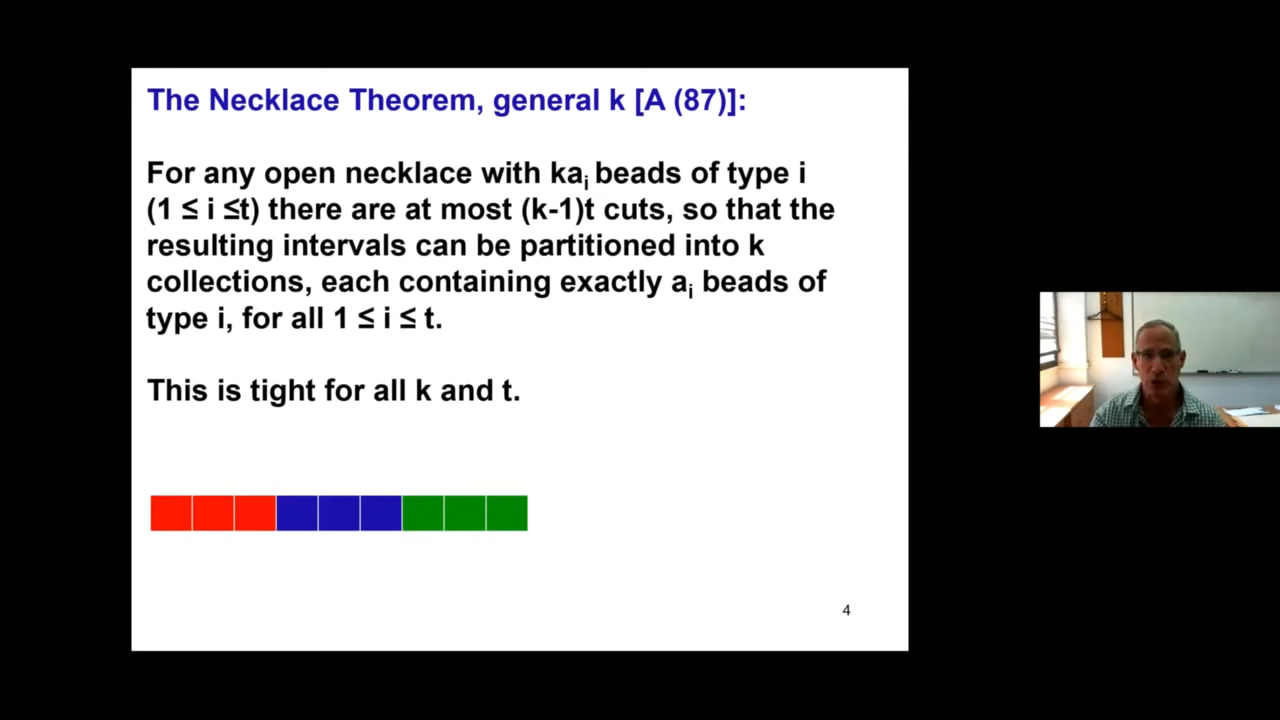 The Necklace Theorem, general k [A (87)]:
For any open necklace with kaᵢ beads of type i
(1 ≤ i ≤t) there are at most (k-1)t cuts, so that the
resulting intervals can be partitioned into k
collections, each containing exactly aᵢ beads of
type i, for all 1 ≤ i ≤ t.
This is tight for all k and t.
4